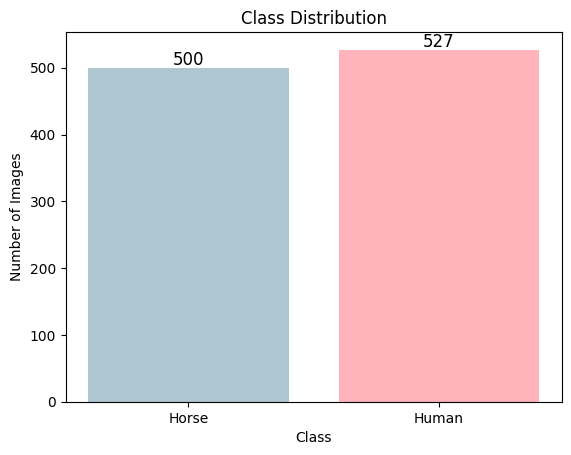 Class Distribution
500
527
Number of Images
500
400
300
200
100
0
Horse
Human
Class